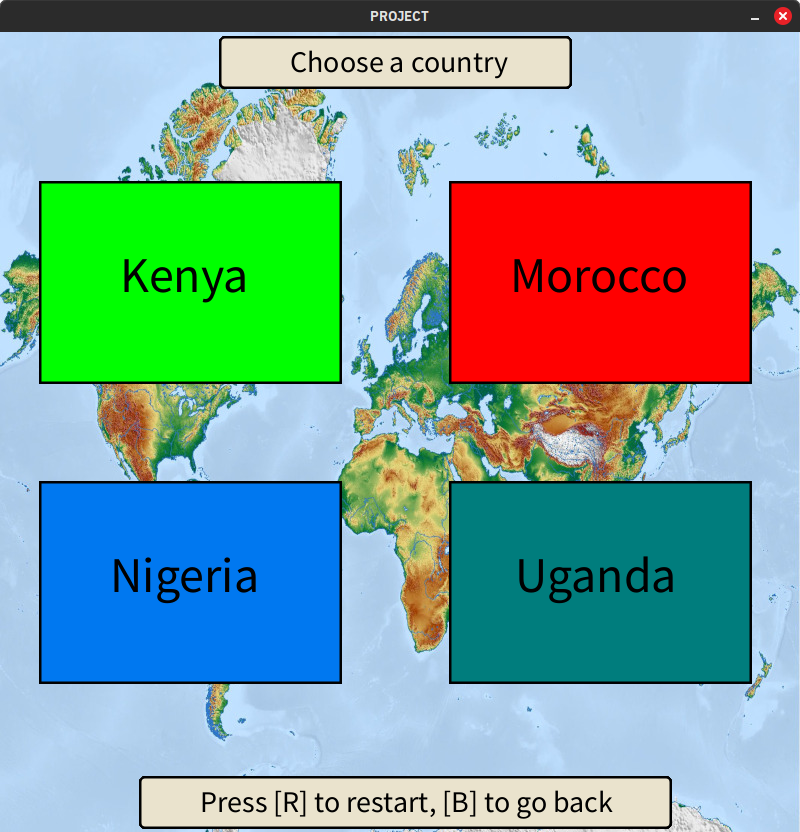 PROJECT
Choose a country
Kenya
Morocco
Nigeria
Uganda
Press [R] to restart, [B] to go back